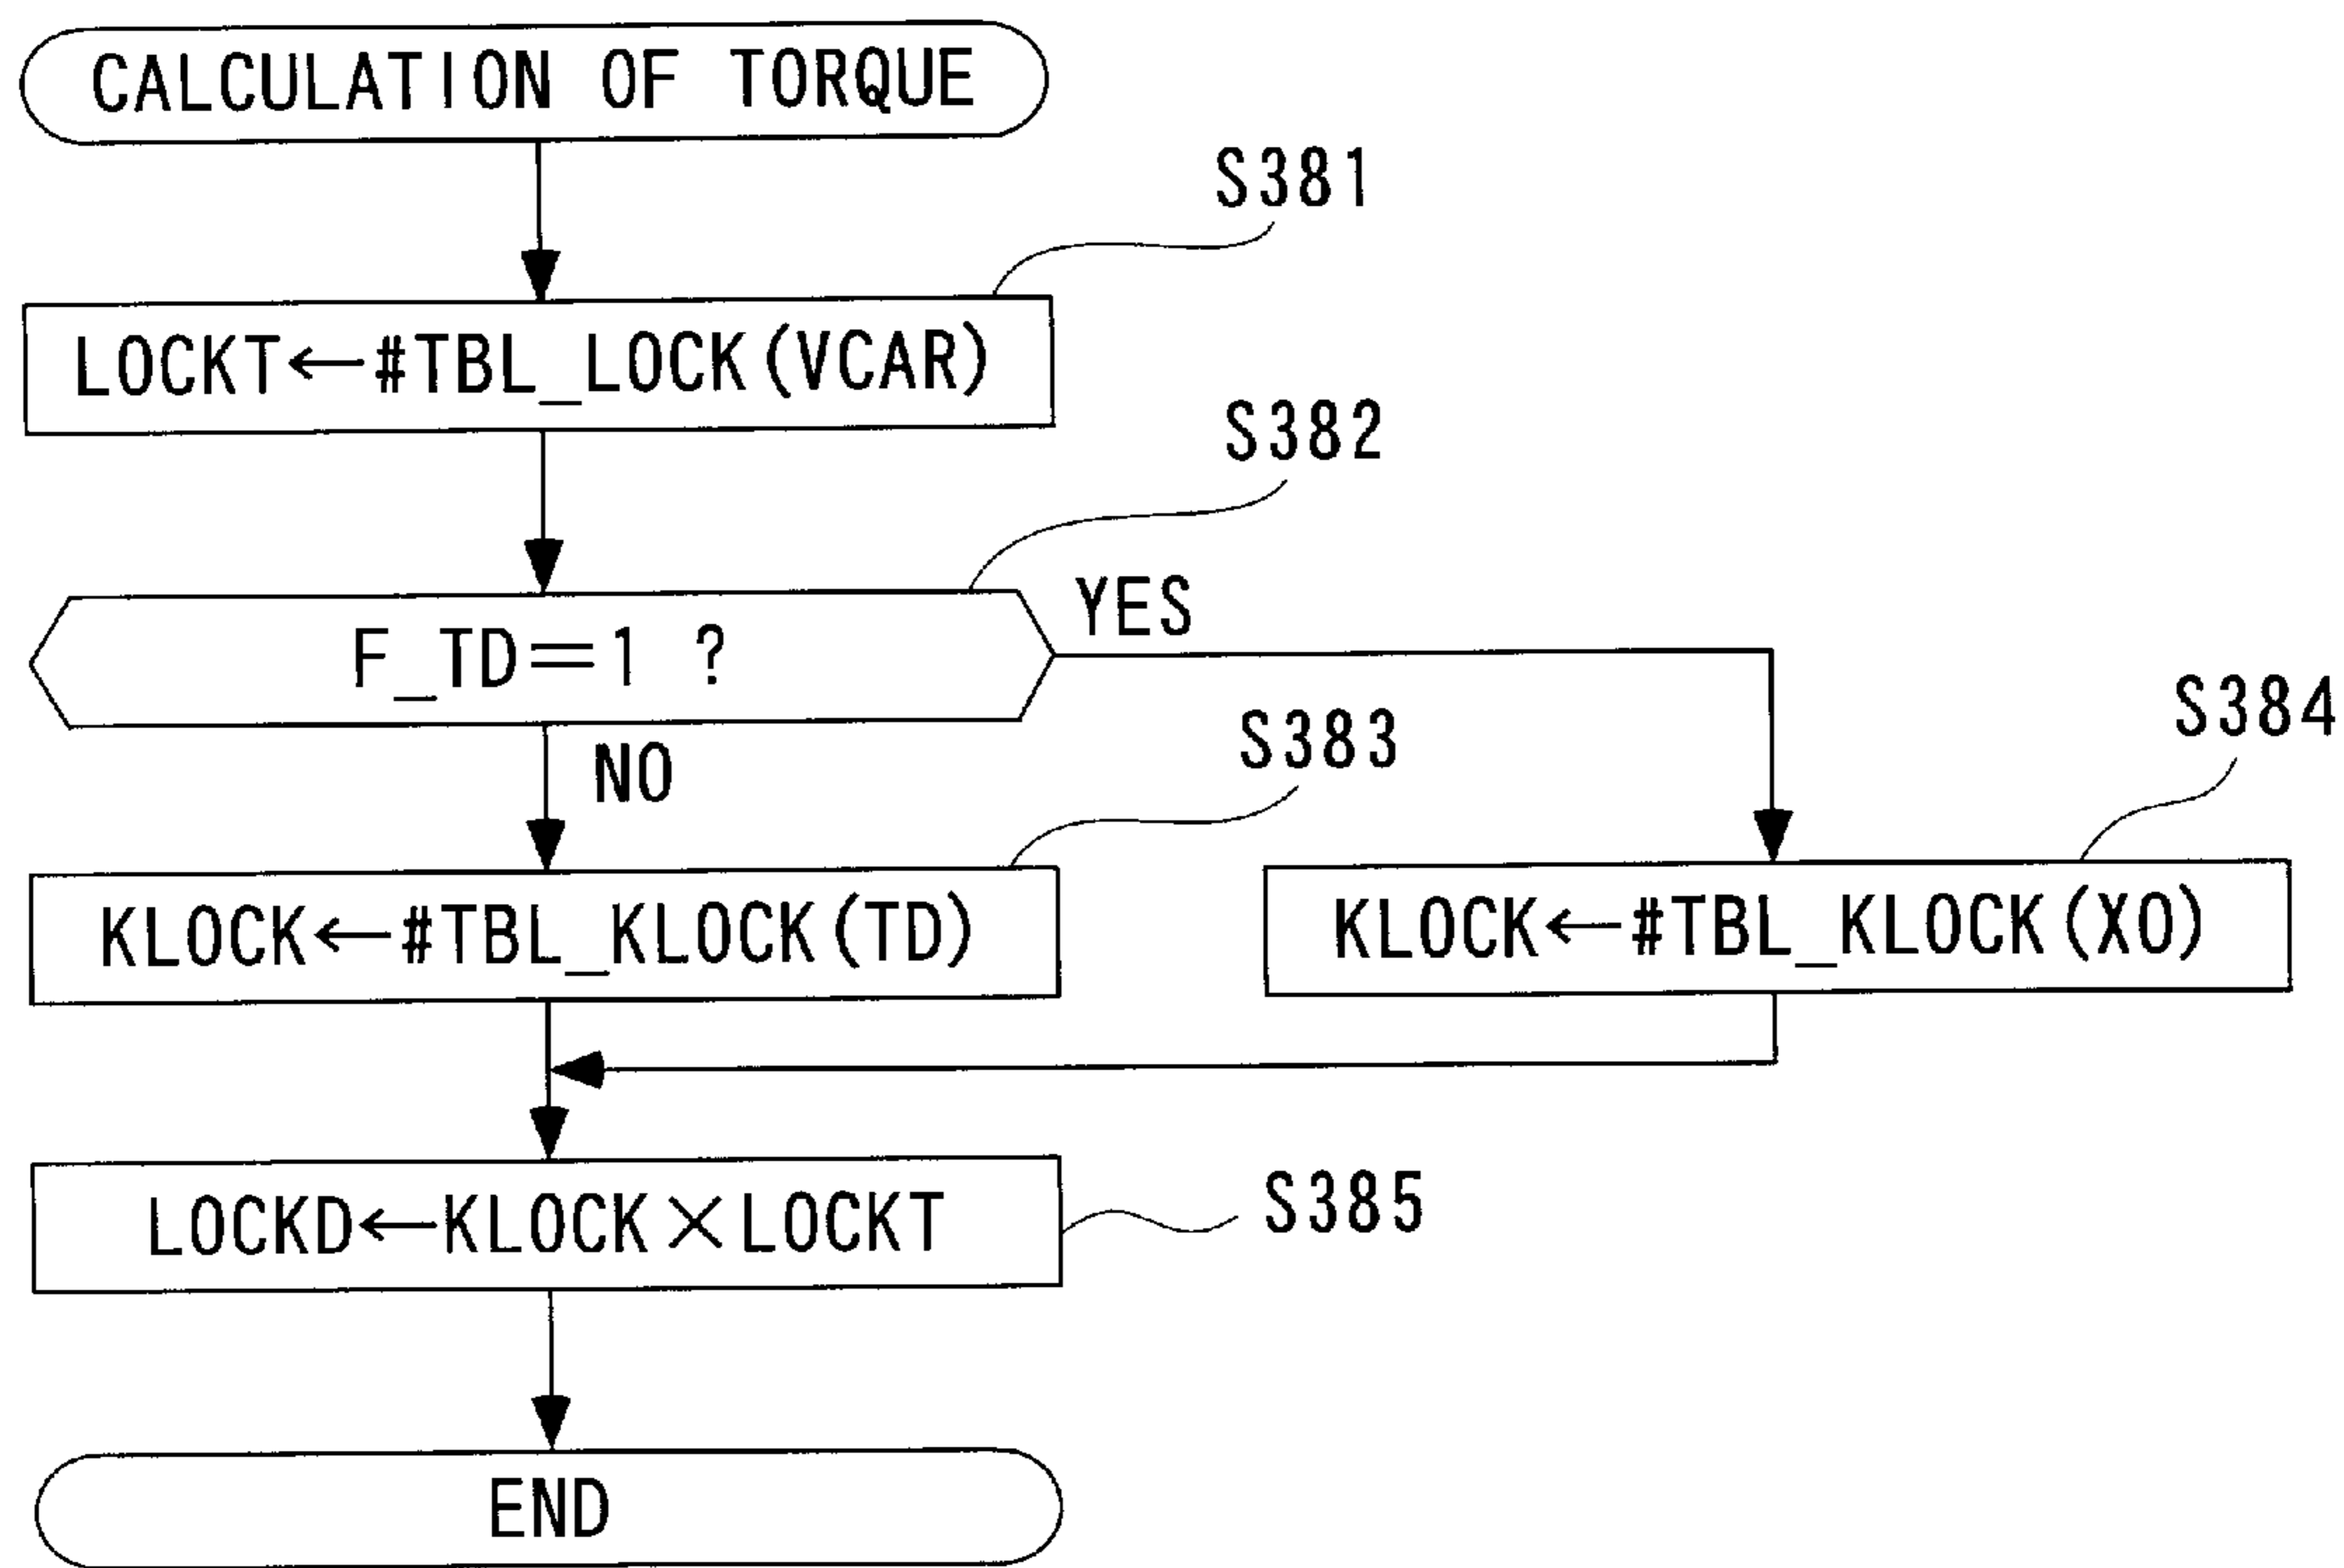 CALCULATION OF TORQUE
S381
LOCKT←#TBL_LOCK(VCAR)
S382
F_TD=1 ?
YES
NO
S383
S384
KLOCK←#TBL_KLOCK(TD)
KLOCK←#TBL_KLOCK(XO)
LOCKD←KLOCK×LOCKT
S385
END